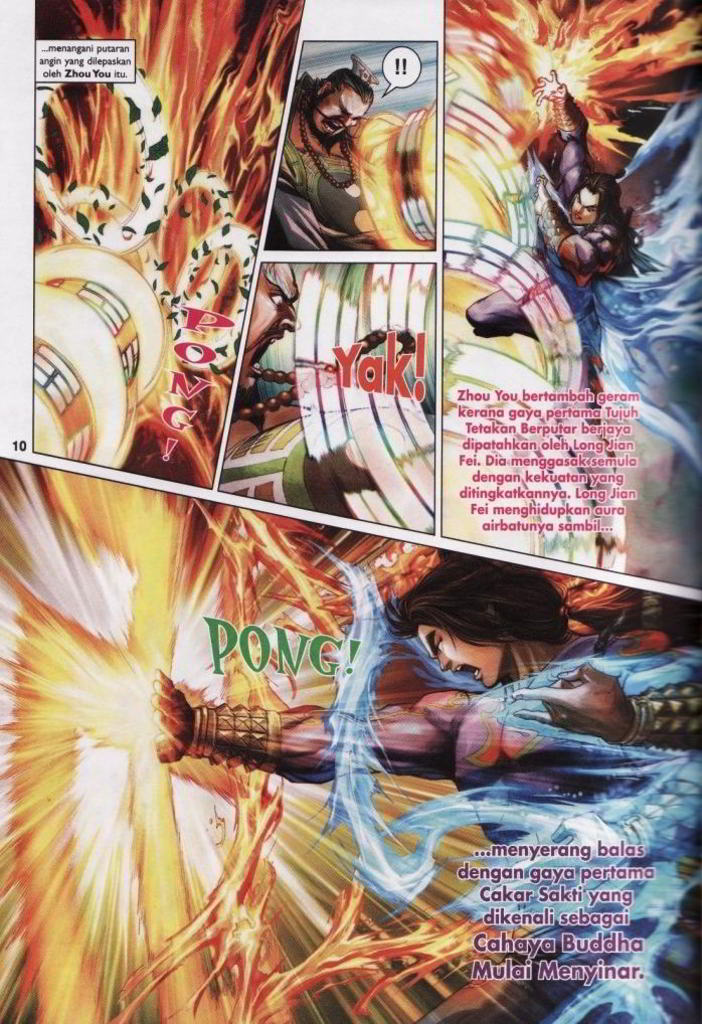 ...menangani putaran
angin yang dilepaskan
oleh Zhou You itu.
!!
PONG!
Yak!
Zhou You bertambah geram
kerana gaya pertama Tujuh
Tetakan Berputar berjaya
dipatahkan oleh Long Jian
Fei. Dia menggasak semula
dengan kekuatan yang
ditingkatkannya. Long Jian
Fei menghidupkan aura
airbatunya sambil...
10
PONG!
...menyerang balas
dengan gaya pertama
Cakar Sakti yang
dikenali sebagai
Cahaya Buddha
Mulai Menyinar.